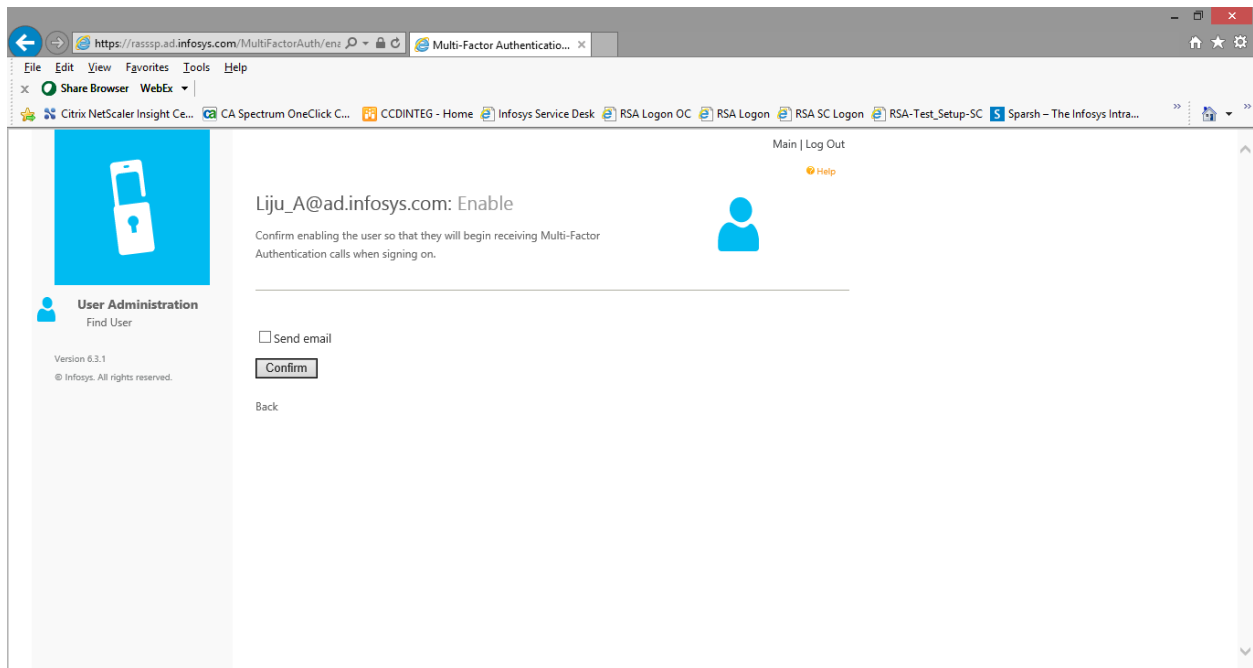 https://rasssp.ad.infosys.com/MultiFactorAuth/ena
Multi-Factor Authenticatio...
File Edit View Favorites Tools Help
x Share Browser WebEx
Citrix NetScaler Insight Ce... CA Spectrum OneClick C... CCDINTEG - Home Infosys Service Desk RSA Logon OC RSA Logon RSA SC Logon RSA-Test_Setup-SC Sparsh – The Infosys Intra...
Main | Log Out
Help
Liju_A@ad.infosys.com: Enable
Confirm enabling the user so that they will begin receiving Multi-Factor
Authentication calls when signing on.
User Administration
Find User
Version 6.3.1
© Infosys. All rights reserved.
Send email
Confirm
Back